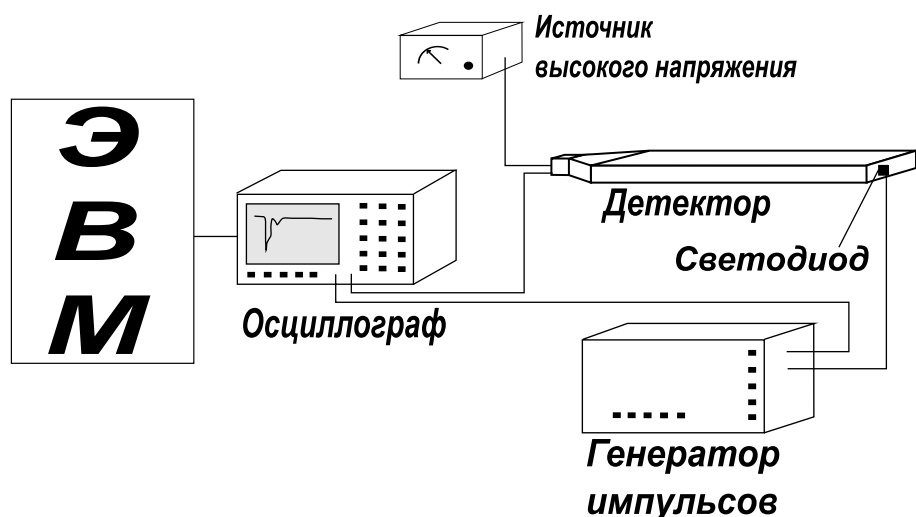 Источник
высокого напряжения
Э
В
М
Детектор
Светодиод
Осциллограф
Генератор
импульсов